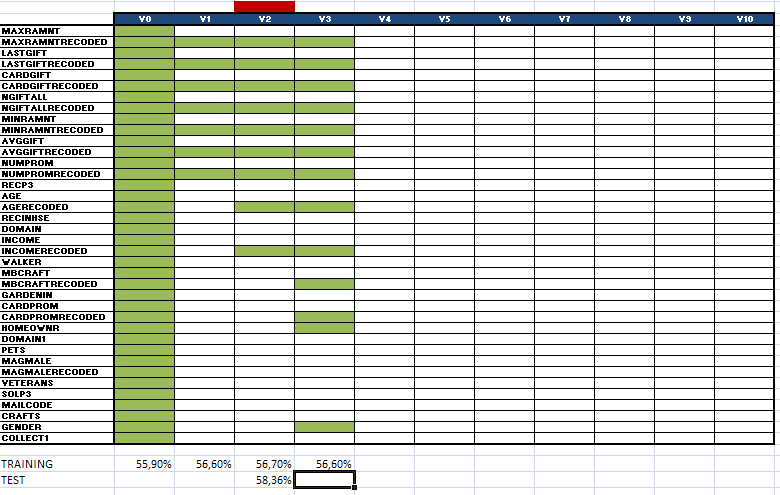 V0 V1 V2 V3 V4 V5 V6 V7 V8 V9 V10
MAXRAMNT
MAXRAMNTRECODED
LASTGIFT
LASTGIFTRECODED
CARDGIFT
CARDGIFTRECODED
NGIFTALL
NGIFTALLRECODED
MINRAMNT
MINRAMNTRECODED
AVGGIFT
AVGGIFTRECODED
NUMPROM
NUMPROMRECODED
RECP3
AGE
AGERECODED
RECINHSE
DOMAIN
INCOME
INCOMERECODED
WALKER
MBCRAFT
MBCRAFTRECODED
GARDENIN
CARDPROM
CARDPROMRECODED
HOMEOWNR
DOMAIN1
PETS
MAGMALE
MAGMALERECODED
VETERANS
SOLP3
MAILCODE
CRAFTS
GENDER
COLLECT1
TRAINING 55,90% 56,60% 56,70% 56,60%
TEST 58,36%